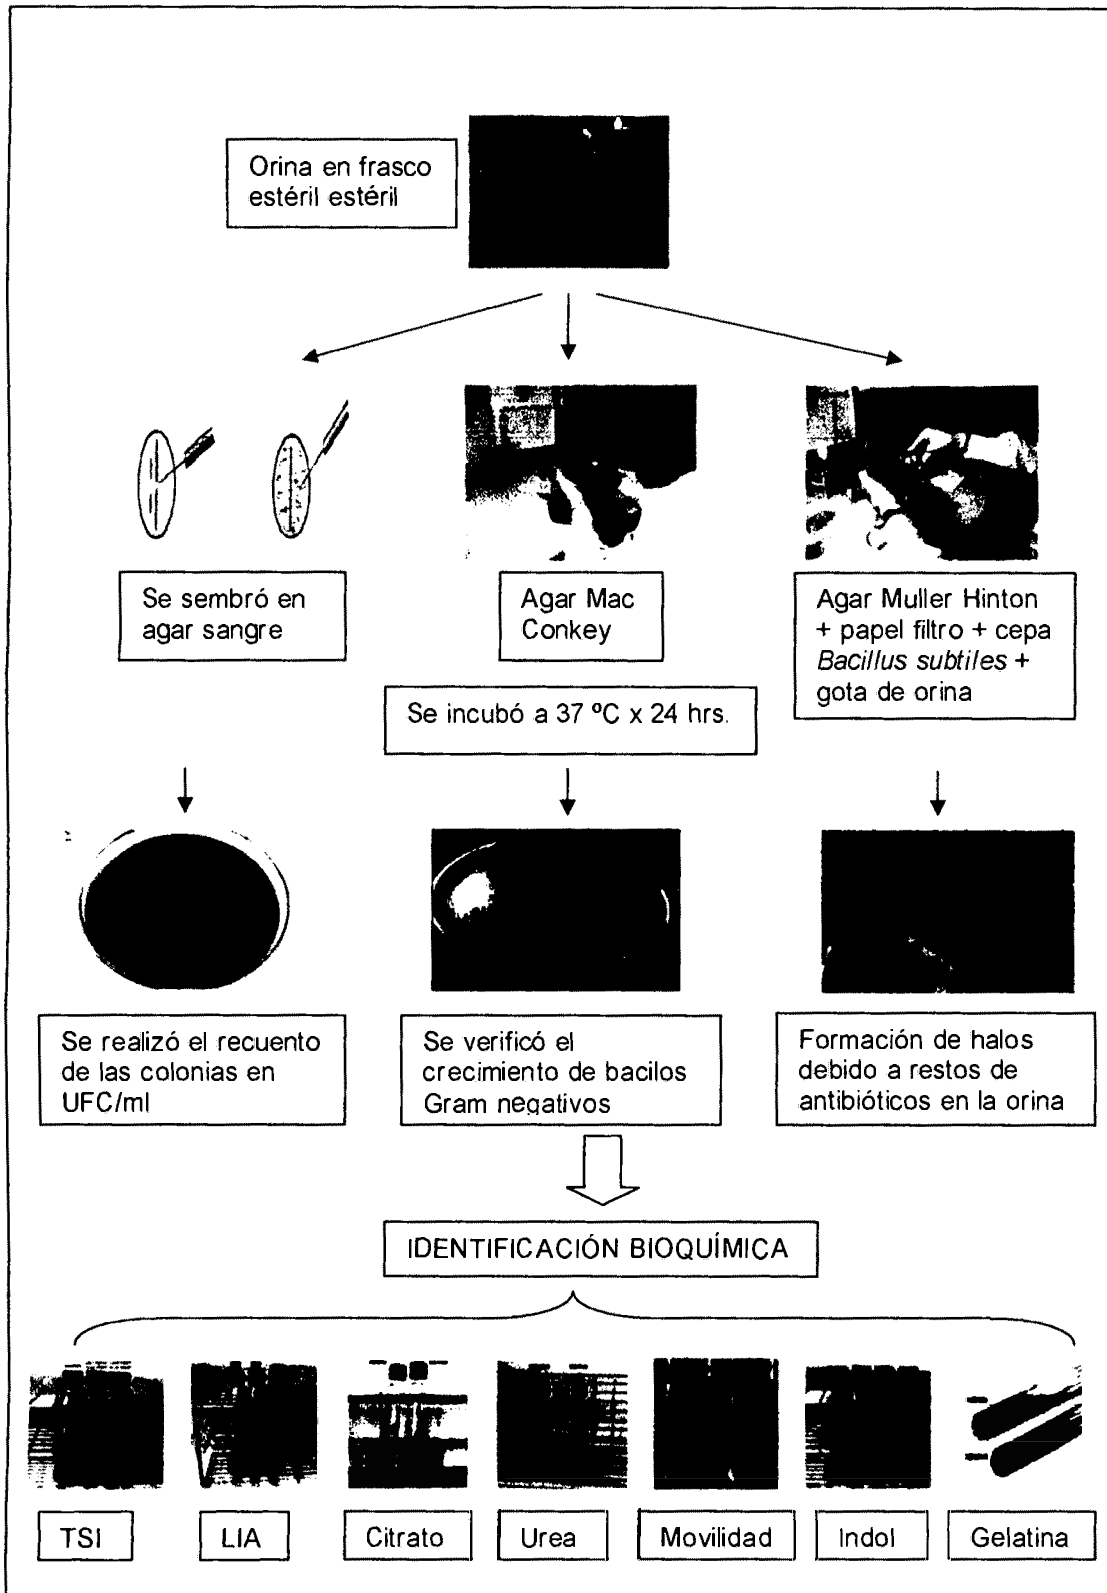 Orina en frasco
estéril estéril
Se sembró en
agar sangre
Agar Mac
Conkey
Agar Muller Hinton
+ papel filtro + cepa
Bacillus subtiles +
gota de orina
Se incubó a 37 ºC x 24 hrs.
Se realizó el recuento
de las colonias en
UFC/ml
Se verificó el
crecimiento de bacilos
Gram negativos
Formación de halos
debido a restos de
antibióticos en la orina
IDENTIFICACIÓN BIOQUÍMICA
TSI
LIA
Citrato
Urea
Movilidad
Indol
Gelatina